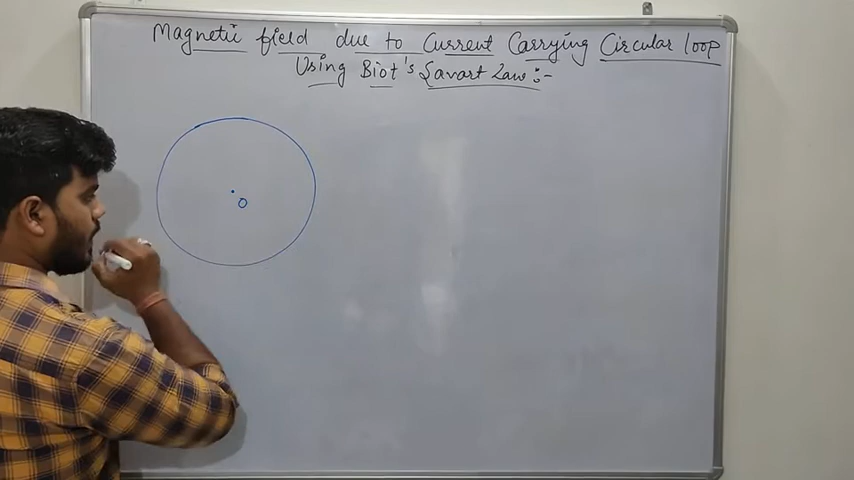 Magnetic field due to Current Carrying Circular loop
Using Biot's Savart Law :-
O